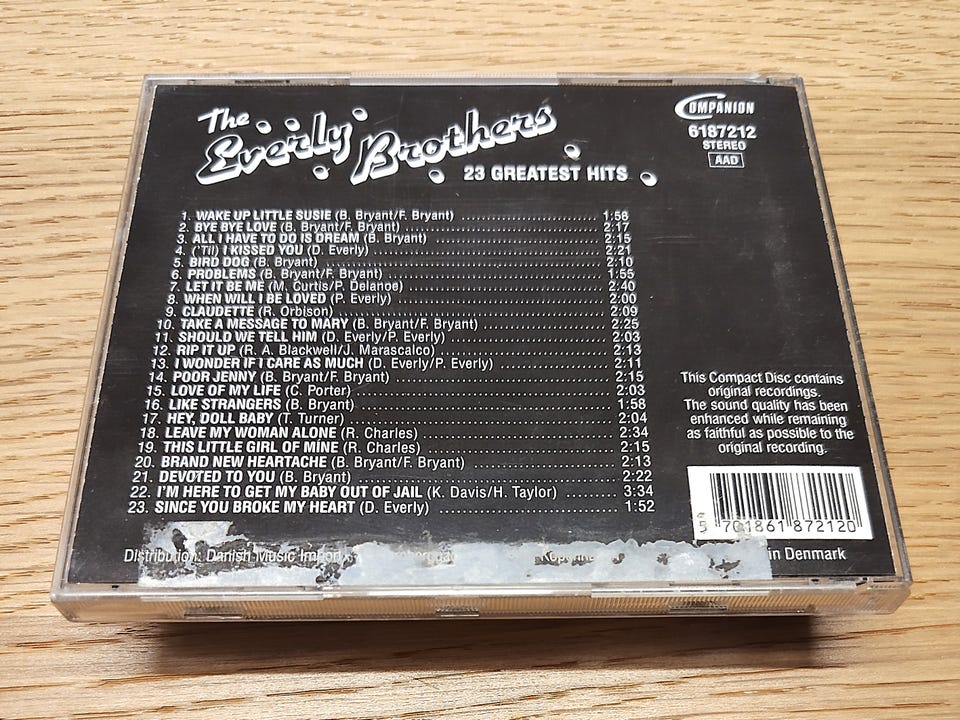 The
Everly Brothers
23 GREATEST HITS
COMPANION
6187212
STEREO
AAD
1. WAKE UP LITTLE SUSIE (B. Bryant/F. Bryant) 1:58
2. BYE BYE LOVE (B. Bryant/F. Bryant) 2:17
3. ALL I HAVE TO DO IS DREAM (B. Bryant) 2:15
4. ('Til) I KISSED YOU (D. Everly) 2:21
5. BIRD DOG (B. Bryant) 2:10
6. PROBLEMS (B. Bryant/F. Bryant) 1:55
7. LET IT BE ME (M. Curtis/P. Delanoe) 2:40
8. WHEN WILL I BE LOVED (P. Everly) 2:00
9. CLAUDETTE (R. Orbison) 2:09
10. TAKE A MESSAGE TO MARY (B. Bryant/F. Bryant) 2:25
11. SHOULD WE TELL HIM (D. Everly/P. Everly) 2:03
12. RIP IT UP (R. A. Blackwell/J. Marascalco) 2:13
13. I WONDER IF I CARE AS MUCH (D. Everly/P. Everly) 2:11
14. POOR JENNY (B. Bryant/F. Bryant) 2:15
15. LOVE OF MY LIFE (C. Porter) 2:03
16. LIKE STRANGERS (B. Bryant) 1:58
17. HEY, DOLL BABY (T. Turner) 2:04
18. LEAVE MY WOMAN ALONE (R. Charles) 2:34
19. THIS LITTLE GIRL OF MINE (R. Charles) 2:15
20. BRAND NEW HEARTACHE (B. Bryant/F. Bryant) 2:13
21. DEVOTED TO YOU (B. Bryant) 2:22
22. I'M HERE TO GET MY BABY OUT OF JAIL (K. Davis/H. Taylor) 3:34
23. SINCE YOU BROKE MY HEART (D. Everly) 1:52
This Compact Disc contains
original recordings.
The sound quality has been
enhanced while remaining
as faithful as possible to the
original recording.
5 701861 872120
Distribution: Danish Music Import in Denmark